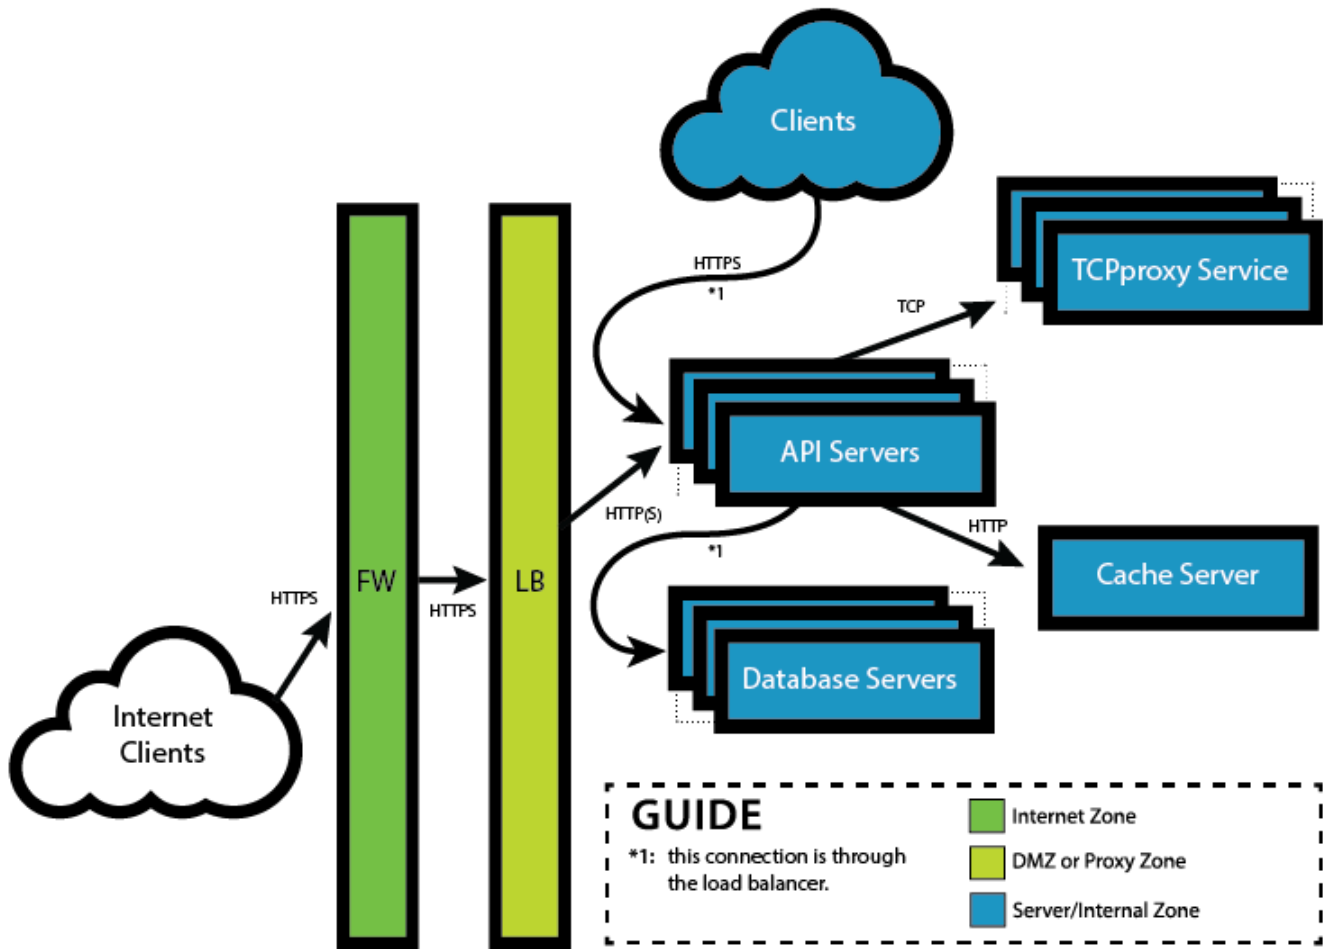 Clients
HTTPS
*1
TCPproxy Service
TCP
API Servers
HTTP(S)
*1
HTTP
Cache Server
FW
LB
HTTPS
HTTPS
Internet
Clients
Database Servers
GUIDE
*1: this connection is through
the load balancer.
Internet Zone
DMZ or Proxy Zone
Server/Internal Zone